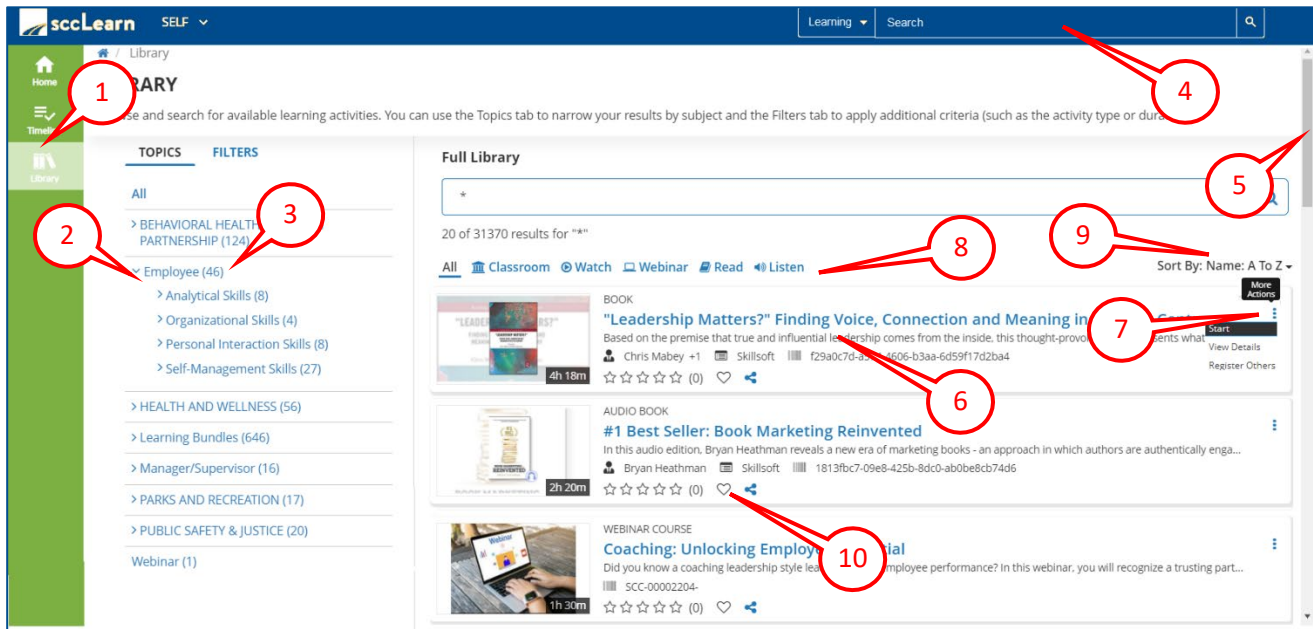 sccLearn SELF Learning Search
Home
Timeli
Library
/ Library
RARY
se and search for available learning activities. You can use the Topics tab to narrow your results by subject and the Filters tab to apply additional criteria (such as the activity type or dura
1
4
5
TOPICS FILTERS
All
BEHAVIORAL HEALTH
PARTNERSHIP (124)
2
3
Employee (46)
Analytical Skills (8)
Organizational Skills (4)
Personal Interaction Skills (8)
Self-Management Skills (27)
HEALTH AND WELLNESS (56)
Learning Bundles (646)
Manager/Supervisor (16)
PARKS AND RECREATION (17)
PUBLIC SAFETY & JUSTICE (20)
Webinar (1)
Full Library
*
20 of 31370 results for "*"
8
9
All Classroom Watch Webinar Read Listen
Sort By: Name: A To Z
More
Actions
7
Start
View Details
Register Others
BOOK
"Leadership Matters?" Finding Voice, Connection and Meaning in
Based on the premise that true and influential leadership comes from the inside, this thought-provo ents what
Chris Mabey +1 Skillsoft f29a0c7d- 4606-b3aa-6d59f17d2ba4
4h 18m
(0)
6
AUDIO BOOK
#1 Best Seller: Book Marketing Reinvented
In this audio edition, Bryan Heathman reveals a new era of marketing books - an approach in which authors are authentically enga...
Bryan Heathman Skillsoft 1813fbc7-09e8-425b-8dc0-ab0be8cb74d6
2h 20m
(0)
10
WEBINAR COURSE
Coaching: Unlocking Employe ial
Did you know a coaching leadership style lea mployee performance? In this webinar, you will recognize a trusting part...
SCC-00002204-
1h 30m
(0)